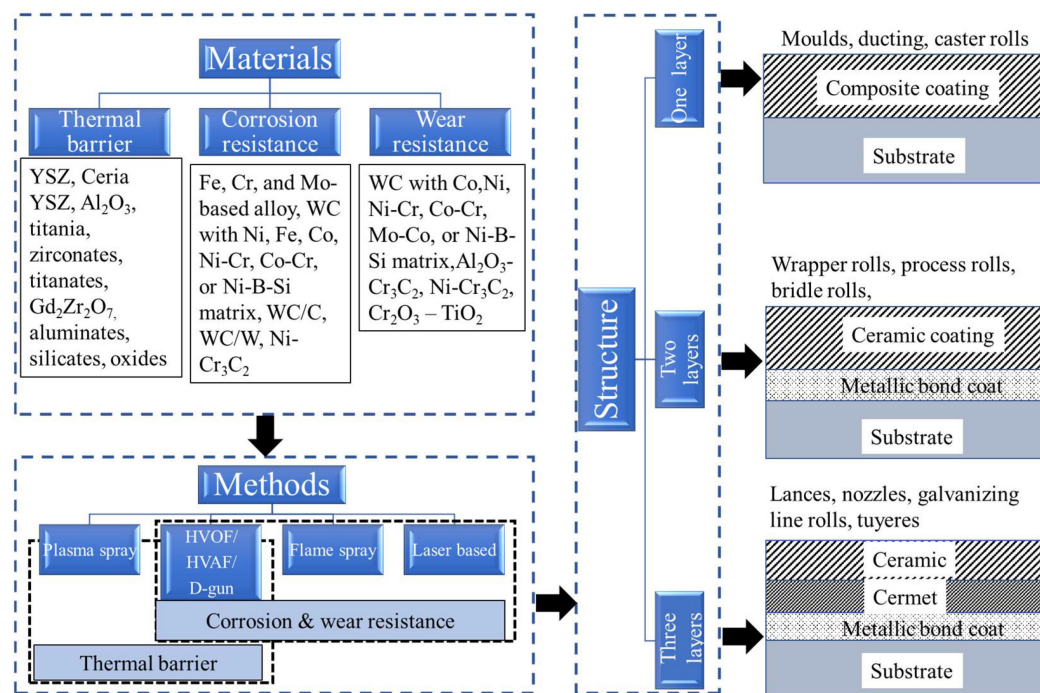 Materials
Thermal
barrier
Corrosion
resistance
Wear
resistance
YSZ, Ceria
YSZ, Al₂O₃,
titania,
zirconates,
titanates,
Gd₂Zr₂O₇,
aluminates,
silicates, oxides
Fe, Cr, and Mo-
based alloy, WC
with Ni, Fe, Co,
Ni-Cr, Co-Cr,
or Ni-B-Si
matrix, WC/C,
WC/W, Ni-
Cr₃C₂
WC with Co,Ni,
Ni-Cr, Co-Cr,
Mo-Co, or Ni-B-
Si matrix,Al₂O₃-
Cr₃C₂, Ni-Cr₃C₂,
Cr₂O₃ – TiO₂
Methods
Plasma spray
HVOF/
HVAF/
D-gun
Flame spray
Laser based
Corrosion & wear resistance
Thermal barrier
Structure
One layer
Two
layers
Three
layers
Moulds, ducting, caster rolls
Composite coating
Substrate
Wrapper rolls, process rolls,
bridle rolls,
Ceramic coating
Metallic bond coat
Substrate
Lances, nozzles, galvanizing
line rolls, tuyeres
Ceramic
Cermet
Metallic bond coat
Substrate